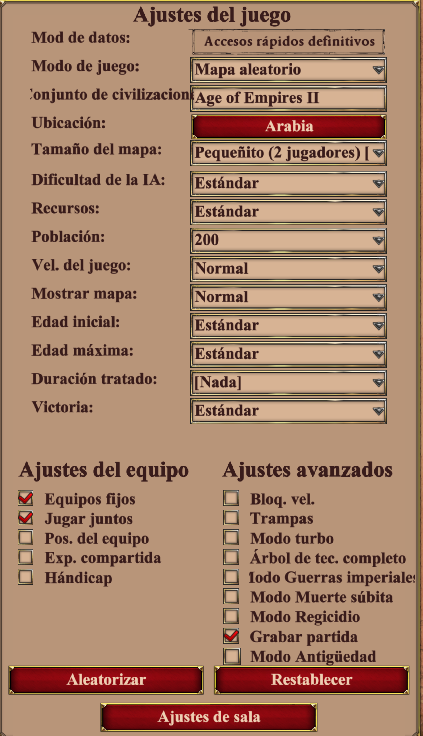 Ajustes del juego
Mod de datos: Accesos rápidos definitivos
Modo de juego: Mapa aleatorio
Conjunto de civilizacion Age of Empires II
Ubicación: Arabia
Tamaño del mapa: Pequeñito (2 jugadores) [
Dificultad de la IA: Estándar
Recursos: Estándar
Población: 200
Vel. del juego: Normal
Mostrar mapa: Normal
Edad inicial: Estándar
Edad máxima: Estándar
Duración tratado: [Nada]
Victoria: Estándar
Ajustes del equipo
Equipos fijos
Jugar juntos
Pos. del equipo
Exp. compartida
Hándicap
Ajustes avanzados
Bloq. vel.
Trampas
Modo turbo
Árbol de tec. completo
Modo Guerras imperiales
Modo Muerte súbita
Modo Regicidio
Grabar partida
Modo Antigüedad
Aleatorizar
Restablecer
Ajustes de sala